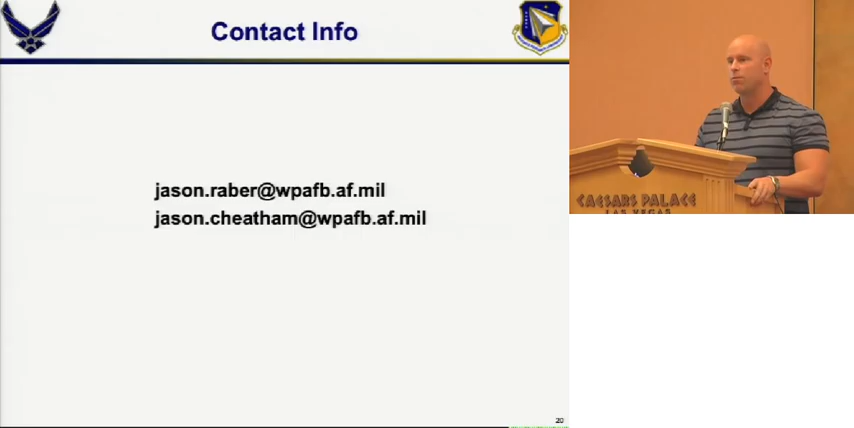 Contact Info
jason.raber@wpafb.af.mil
jason.cheatham@wpafb.af.mil
20
CAESARS PALACE
LAS VEGAS